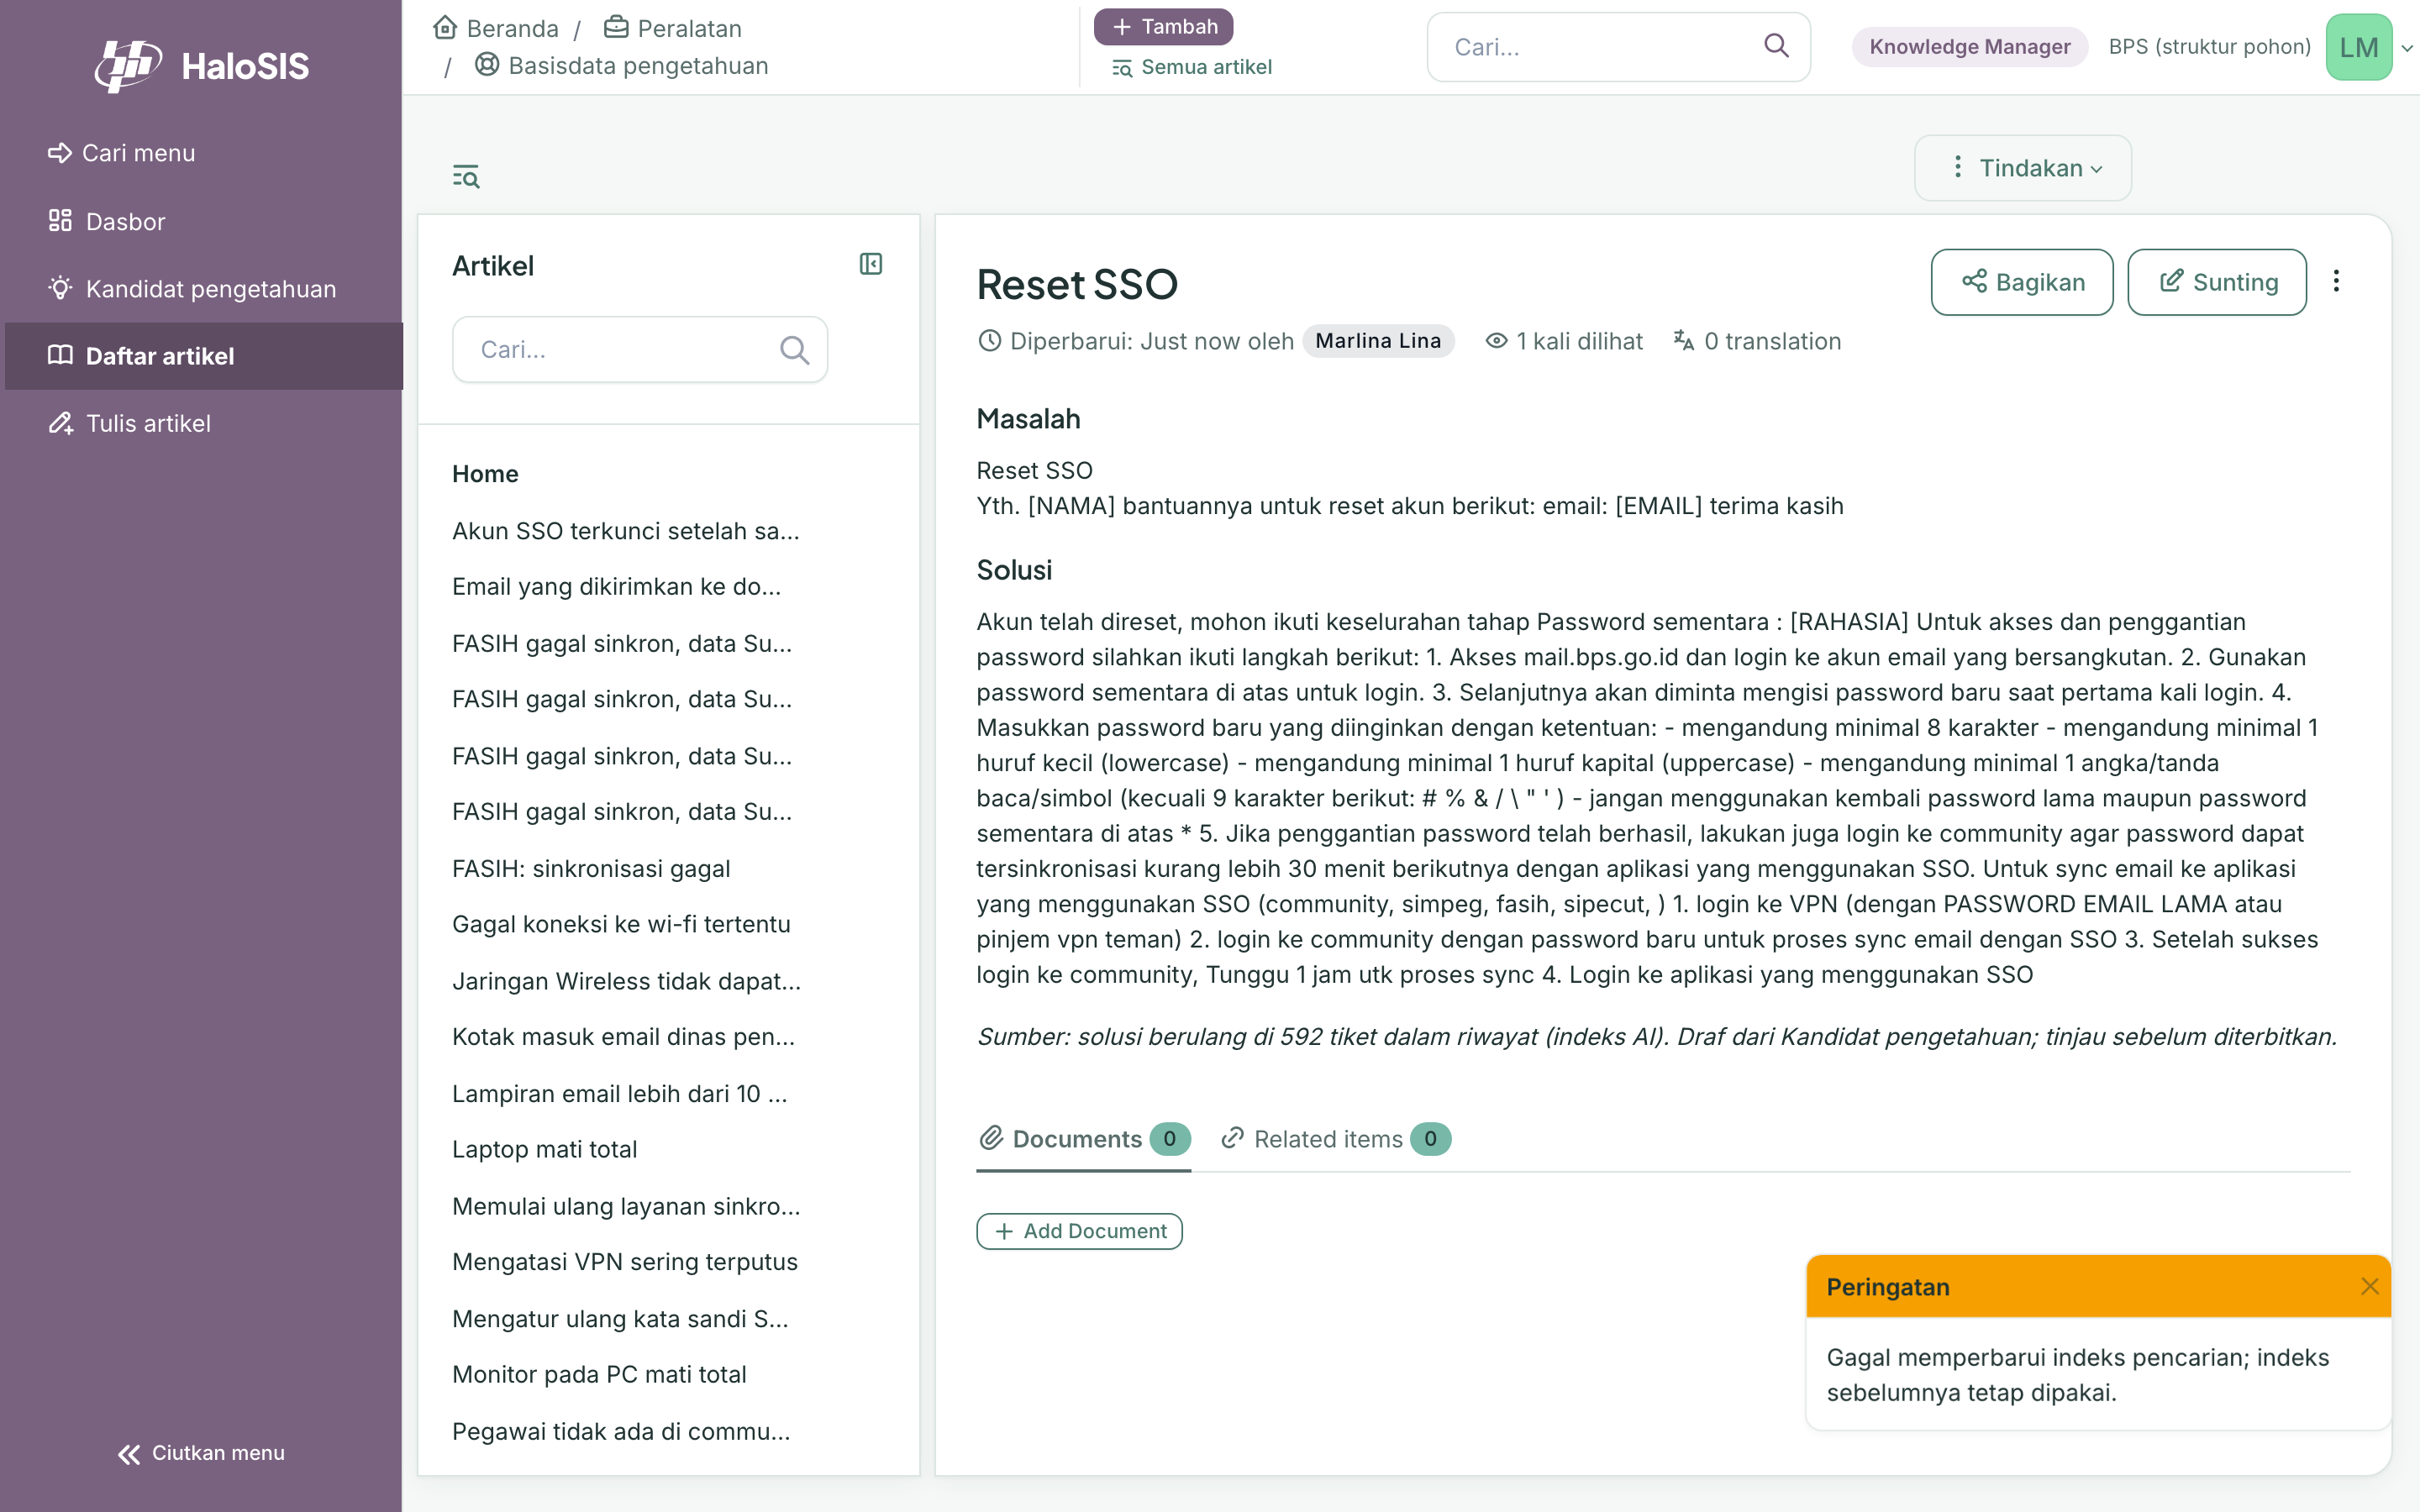 HaloSIS
Cari menu
Dasbor
Kandidat pengetahuan
Daftar artikel
Tulis artikel
Ciutkan menu
Beranda / Peralatan
/ Basisdata pengetahuan
+ Tambah
Semua artikel
Cari...
Knowledge Manager
BPS (struktur pohon)
LM
Tindakan
Artikel
Cari...
Home
Akun SSO terkunci setelah sa...
Email yang dikirimkan ke do...
FASIH gagal sinkron, data Su...
FASIH gagal sinkron, data Su...
FASIH gagal sinkron, data Su...
FASIH gagal sinkron, data Su...
FASIH: sinkronisasi gagal
Gagal koneksi ke wi-fi tertentu
Jaringan Wireless tidak dapat...
Kotak masuk email dinas pen...
Lampiran email lebih dari 10 ...
Laptop mati total
Memulai ulang layanan sinkro...
Mengatasi VPN sering terputus
Mengatur ulang kata sandi S...
Monitor pada PC mati total
Pegawai tidak ada di commu...
Reset SSO
Bagikan
Sunting
Diperbarui: Just now oleh Marlina Lina 1 kali dilihat 0 translation
Masalah
Reset SSO
Yth. [NAMA] bantuannya untuk reset akun berikut: email: [EMAIL] terima kasih
Solusi
Akun telah direset, mohon ikuti keselurahan tahap Password sementara : [RAHASIA] Untuk akses dan penggantian
password silahkan ikuti langkah berikut: 1. Akses mail.bps.go.id dan login ke akun email yang bersangkutan. 2. Gunakan
password sementara di atas untuk login. 3. Selanjutnya akan diminta mengisi password baru saat pertama kali login. 4.
Masukkan password baru yang diinginkan dengan ketentuan: - mengandung minimal 8 karakter - mengandung minimal 1
huruf kecil (lowercase) - mengandung minimal 1 huruf kapital (uppercase) - mengandung minimal 1 angka/tanda
baca/simbol (kecuali 9 karakter berikut: # % & / \ " ' ) - jangan menggunakan kembali password lama maupun password
sementara di atas * 5. Jika penggantian password telah berhasil, lakukan juga login ke community agar password dapat
tersinkronisasi kurang lebih 30 menit berikutnya dengan aplikasi yang menggunakan SSO. Untuk sync email ke aplikasi
yang menggunakan SSO (community, simpeg, fasih, sipecut, ) 1. login ke VPN (dengan PASSWORD EMAIL LAMA atau
pinjem vpn teman) 2. login ke community dengan password baru untuk proses sync email dengan SSO 3. Setelah sukses
login ke community, Tunggu 1 jam utk proses sync 4. Login ke aplikasi yang menggunakan SSO
Sumber: solusi berulang di 592 tiket dalam riwayat (indeks AI). Draf dari Kandidat pengetahuan; tinjau sebelum diterbitkan.
Documents 0 Related items 0
+ Add Document
Peringatan
Gagal memperbarui indeks pencarian; indeks
sebelumnya tetap dipakai.